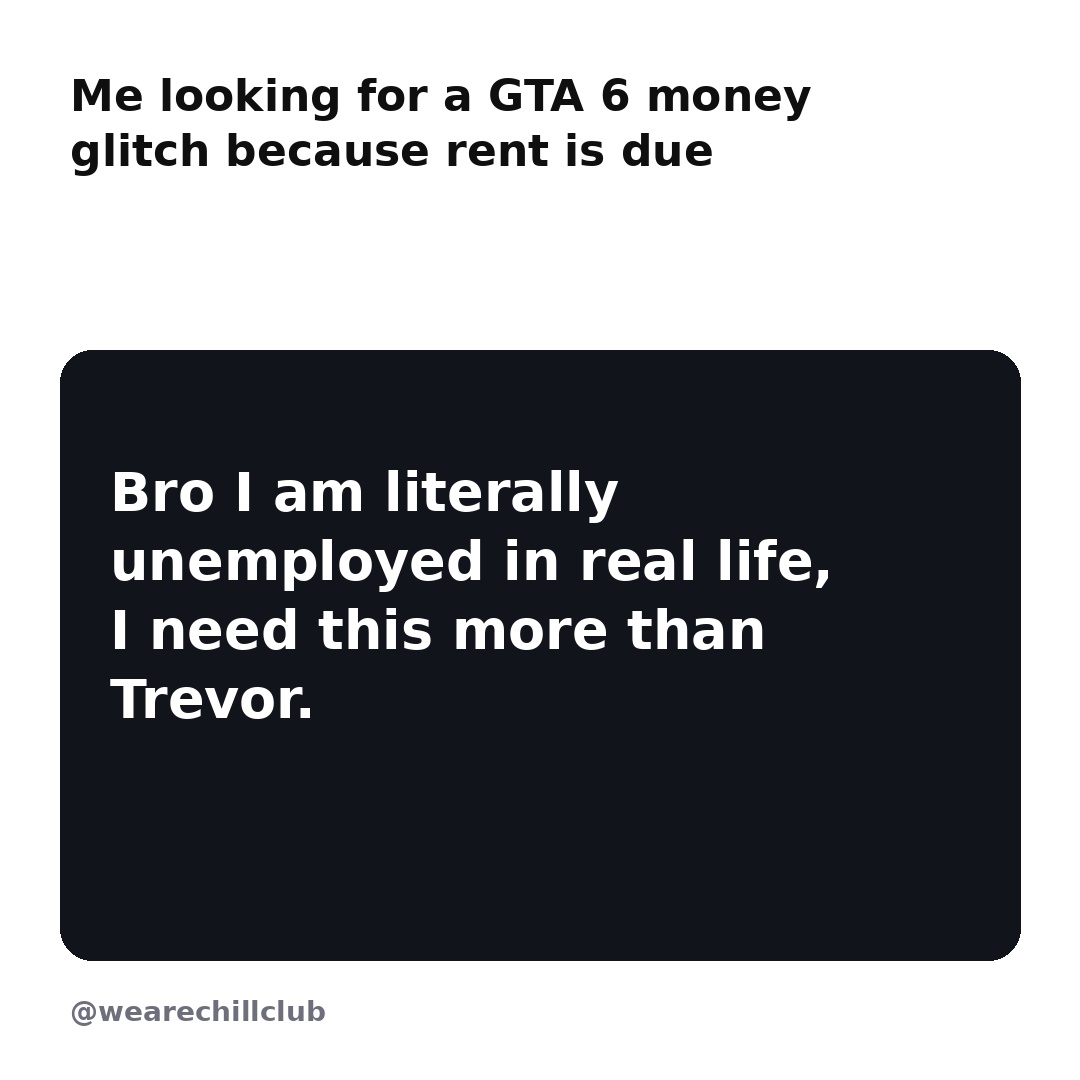 Me looking for a GTA 6 money
glitch because rent is due
Bro I am literally
unemployed in real life,
I need this more than
Trevor.
@wearechillclub